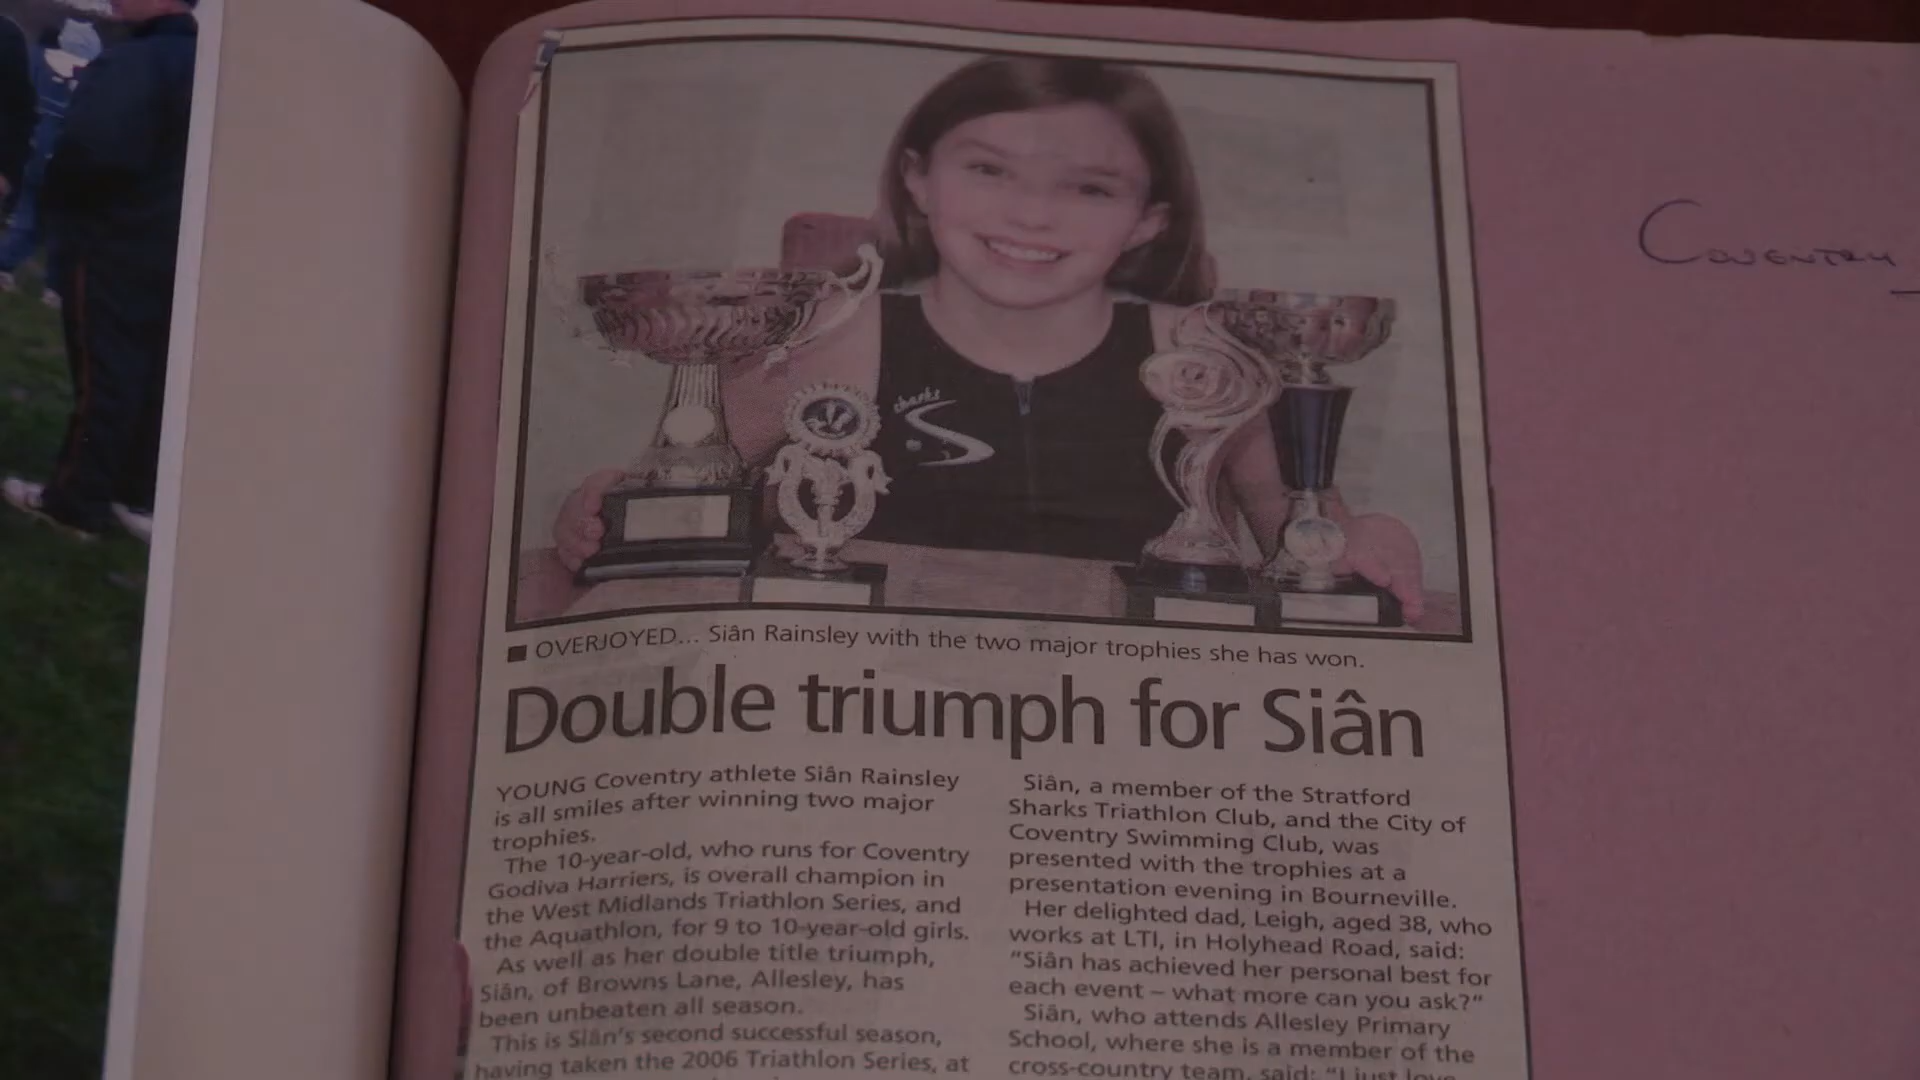 Coventry
sharks
■ OVERJOYED... Siân Rainsley with the two major trophies she has won.
Double triumph for Siân
YOUNG Coventry athlete Siân Rainsley
is all smiles after winning two major
trophies.
The 10-year-old, who runs for Coventry
Godiva Harriers, is overall champion in
the West Midlands Triathlon Series, and
the Aquathlon, for 9 to 10-year-old girls.
As well as her double title triumph,
Siân, of Browns Lane, Allesley, has
been unbeaten all season.
This is Siân's second successful season,
having taken the 2006 Triathlon Series, at
Siân, a member of the Stratford
Sharks Triathlon Club, and the City of
Coventry Swimming Club, was
presented with the trophies at a
presentation evening in Bourneville.
Her delighted dad, Leigh, aged 38, who
works at LTI, in Holyhead Road, said:
"Siân has achieved her personal best for
each event – what more can you ask?"
Siân, who attends Allesley Primary
School, where she is a member of the
cross-country team, said: "I just love